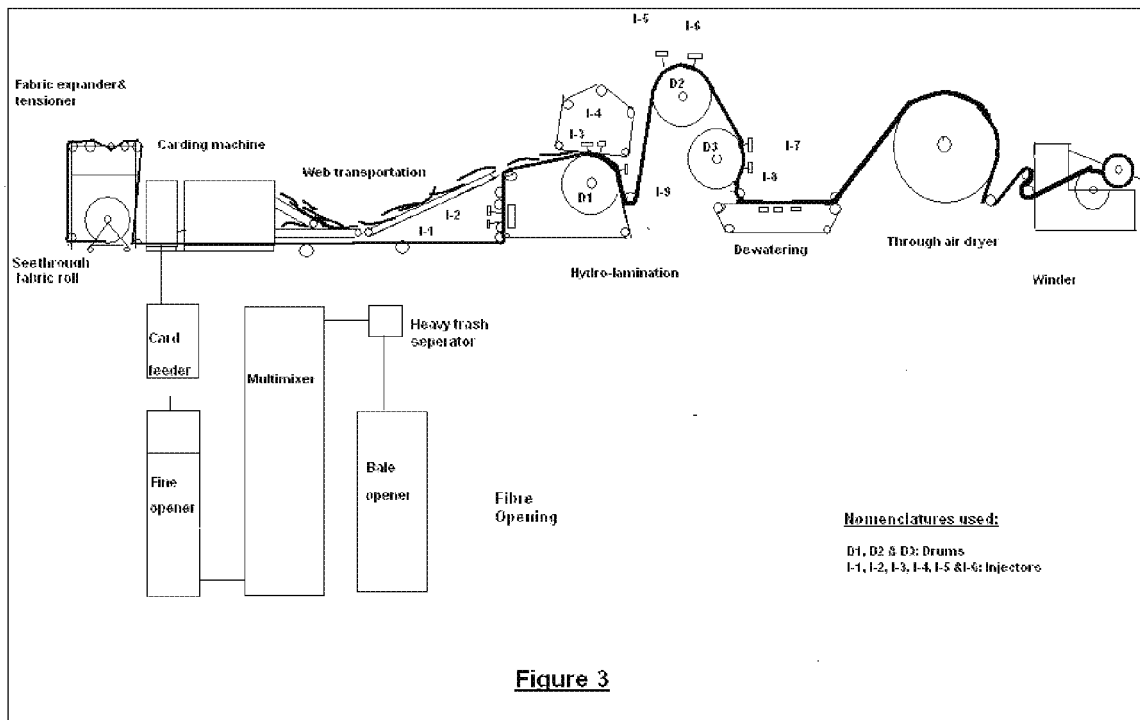 I-5
I-6
Fabric expander&
tensioner
Carding machine
D2
I-4
I-3
Web transportation
D3
I-7
I-2
D1
I-9
I-8
I-1
Dewatering
Through air dryer
Seethrough
fabric roll
Hydro-lamination
Winder
Card
feeder
Multimixer
Heavy trash
seperator
Fine
opener
Bale
opener
Fibre
Opening
Nomenclatures used:
D1, D2 & D3: Drums
I-1, I-2, I-3, I-4, I-5 &I-6: Injectors
Figure 3